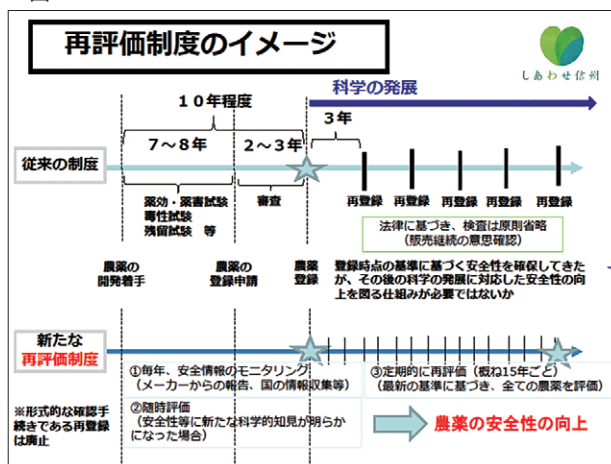 再評価制度のイメージ
しあわせ信州
科学の発展
10年程度
3年
7～8年
2～3年
従来の制度
薬効・薬害試験
毒性試験
残留試験 等
審査
再登録 再登録 再登録 再登録 再登録
法律に基づき、検査は原則省略
（販売継続の意思確認）
農薬の
開発着手
農薬の
登録申請
農薬
登録
登録時点の基準に基づく安全性を確保してきた
が、その後の科学の発展に対応した安全性の向
上を図る仕組みが必要ではないか
新たな
再評価制度
①毎年、安全情報のモニタリング
（メーカーからの報告、国の情報収集等）
②随時評価
（安全性等に新たな科学的知見が明らか
になった場合）
③定期的に再評価（概ね15年ごと）
（最新の基準に基づき、全ての農薬を評価）
※形式的な確認手
続きである再登録
は廃止
農薬の安全性の向上